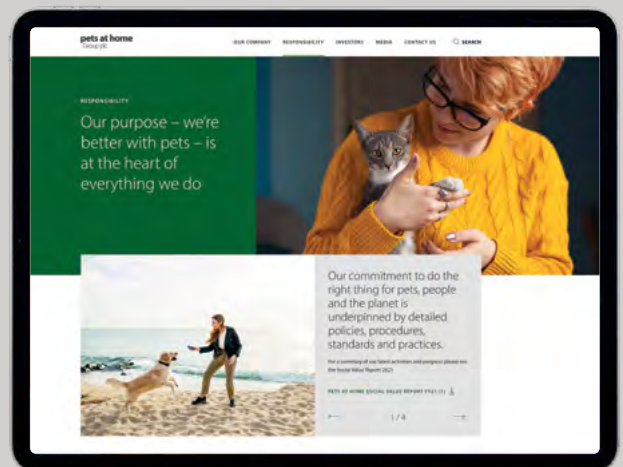 pets at home
Group plc
OUR COMPANY RESPONSIBILITY INVESTORS MEDIA CONTACT US SEARCH
RESPONSIBILITY
Our purpose – we're
better with pets – is
at the heart of
everything we do
Our commitment to do the
right thing for pets, people
and the planet is
underpinned by detailed
policies, procedures,
standards and practices.
For a summary of our latest activities and progress please see
the Social Value Report 2021
PETS AT HOME SOCIAL VALUE REPORT FY21 (1)
1 / 4